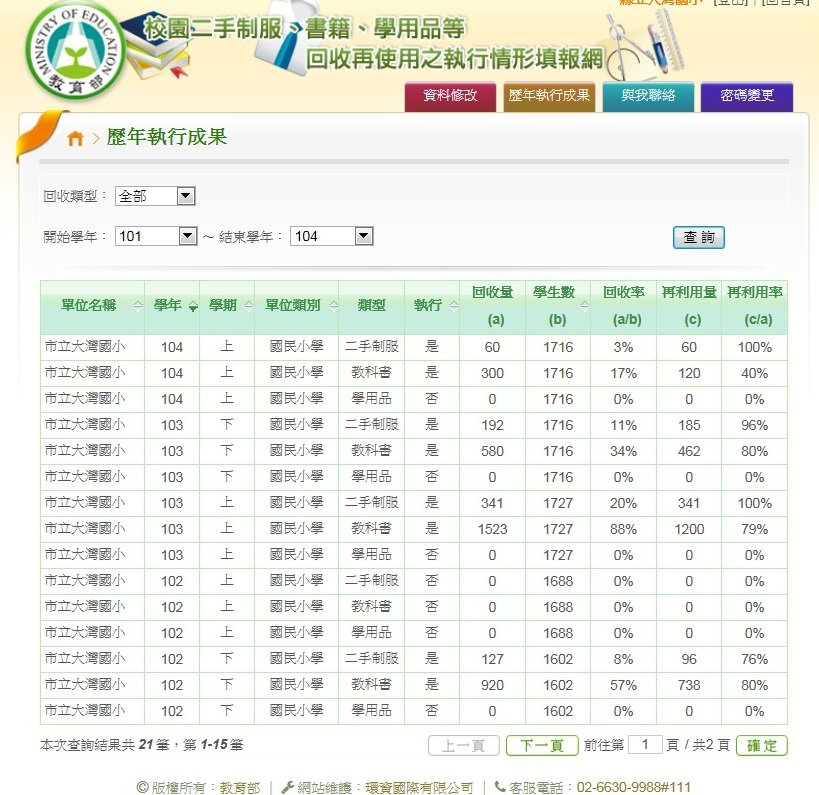 MINISTRY OF EDUCATION
教育部
校園二手制服、書籍、學用品等
回收再使用之執行情形填報網
資料修改 歷年執行成果 與我聯絡 密碼變更
> 歷年執行成果
回收類型： 全部
開始學年： 101 ～ 結束學年： 104 查 詢
單位名稱 學年 學期 單位類別 類型 執行 回收量 (a) 學生數 (b) 回收率 (a/b) 再利用量 (c) 再利用率 (c/a)
市立大灣國小 104 上 國民小學 二手制服 是 60 1716 3% 60 100%
市立大灣國小 104 上 國民小學 教科書 是 300 1716 17% 120 40%
市立大灣國小 104 上 國民小學 學用品 否 0 1716 0% 0 0%
市立大灣國小 103 下 國民小學 二手制服 是 192 1716 11% 185 96%
市立大灣國小 103 下 國民小學 教科書 是 580 1716 34% 462 80%
市立大灣國小 103 下 國民小學 學用品 否 0 1716 0% 0 0%
市立大灣國小 103 上 國民小學 二手制服 是 341 1727 20% 341 100%
市立大灣國小 103 上 國民小學 教科書 是 1523 1727 88% 1200 79%
市立大灣國小 103 上 國民小學 學用品 否 0 1727 0% 0 0%
市立大灣國小 102 上 國民小學 二手制服 否 0 1688 0% 0 0%
市立大灣國小 102 上 國民小學 教科書 否 0 1688 0% 0 0%
市立大灣國小 102 上 國民小學 學用品 否 0 1688 0% 0 0%
市立大灣國小 102 下 國民小學 二手制服 是 127 1602 8% 96 76%
市立大灣國小 102 下 國民小學 教科書 是 920 1602 57% 738 80%
市立大灣國小 102 下 國民小學 學用品 否 0 1602 0% 0 0%
本次查詢結果共 21 筆，第 1-15 筆 上一頁 下一頁 前往第 1 頁 / 共2 頁 確 定
© 版權所有：教育部 | 網站維護：環資國際有限公司 | 客服電話：02-6630-9988#111